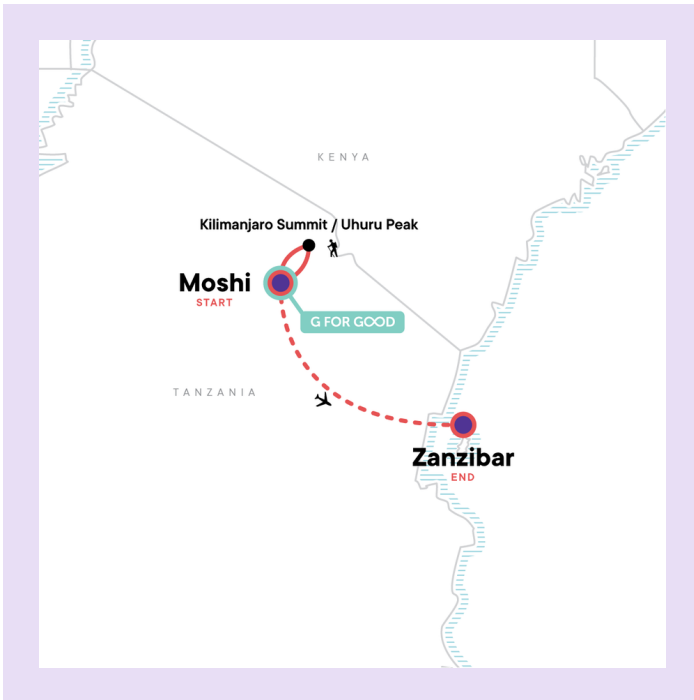 KENYA
Kilimanjaro Summit / Uhuru Peak
Moshi
START
G FOR GOOD
TANZANIA
Zanzibar
END